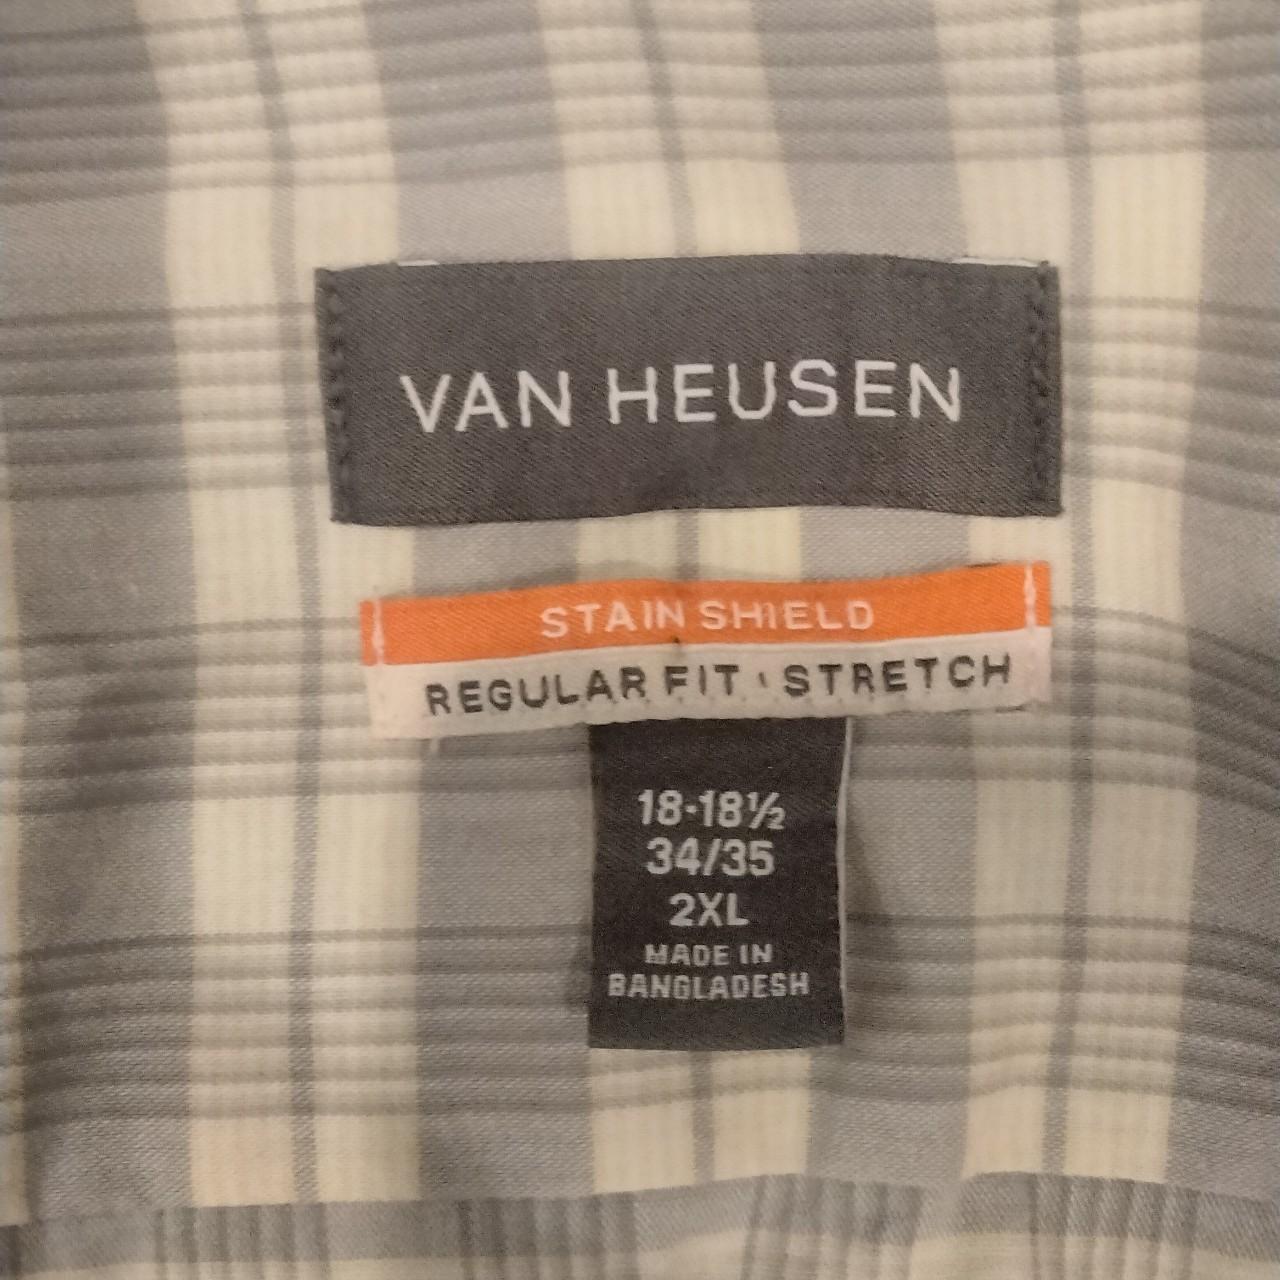 VAN HEUSEN
STAIN SHIELD
REGULAR FIT · STRETCH
18-18½
34/35
2XL
MADE IN
BANGLADESH